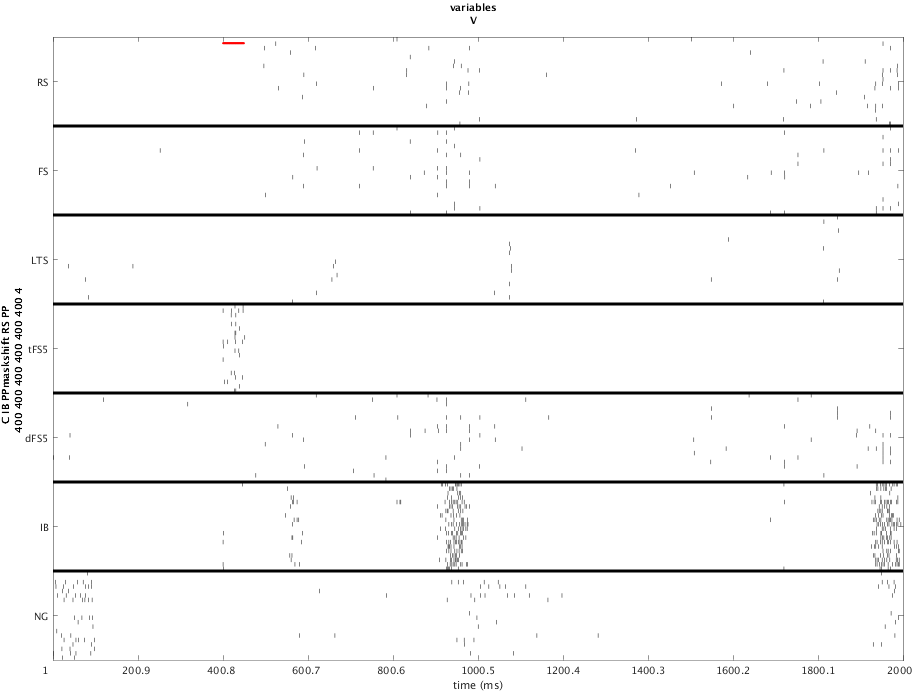 variables
V
RS
FS
LTS
tFS5
dFS5
IB
NG
C IB PPmaskshift RS PP
400 400 400 400 400 400 4
1 200.9 400.8 600.7 800.6 1000.5 1200.4 1400.3 1600.2 1800.1 2000
time (ms)